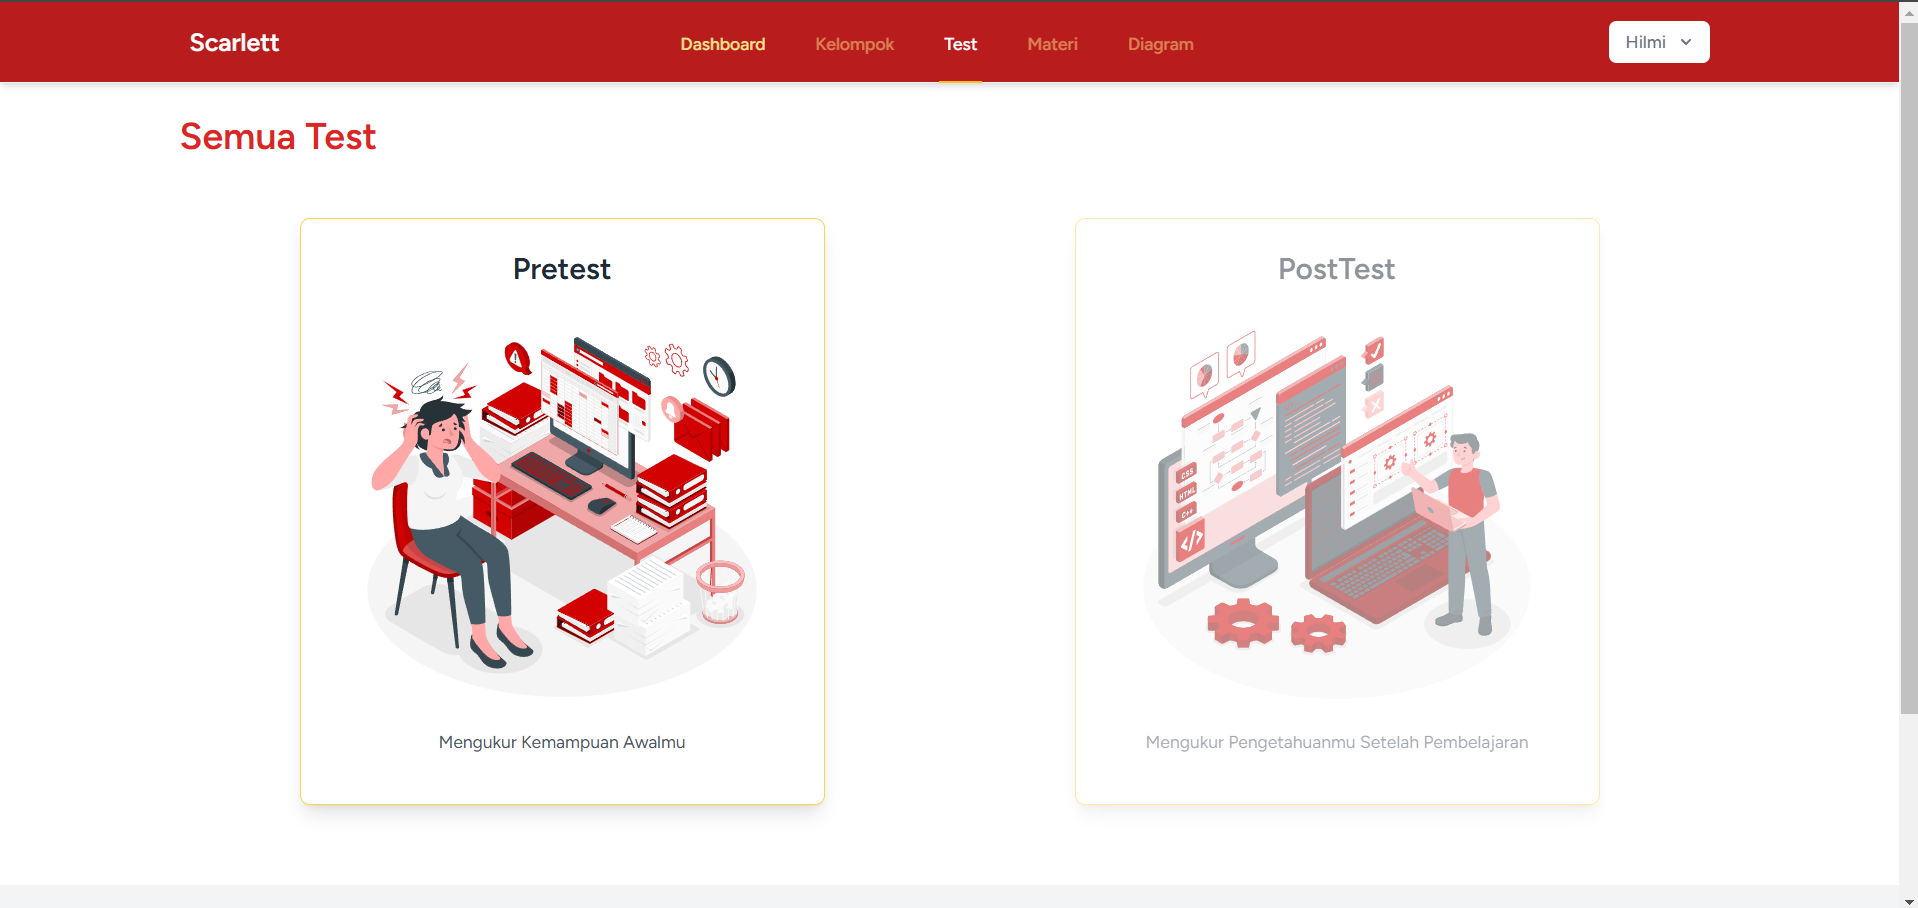 Scarlett
Dashboard Kelompok Test Materi Diagram
Hilmi
Semua Test
Pretest
PostTest
CSS
HTML
C++
</>
Mengukur Kemampuan Awalmu
Mengukur Pengetahuanmu Setelah Pembelajaran